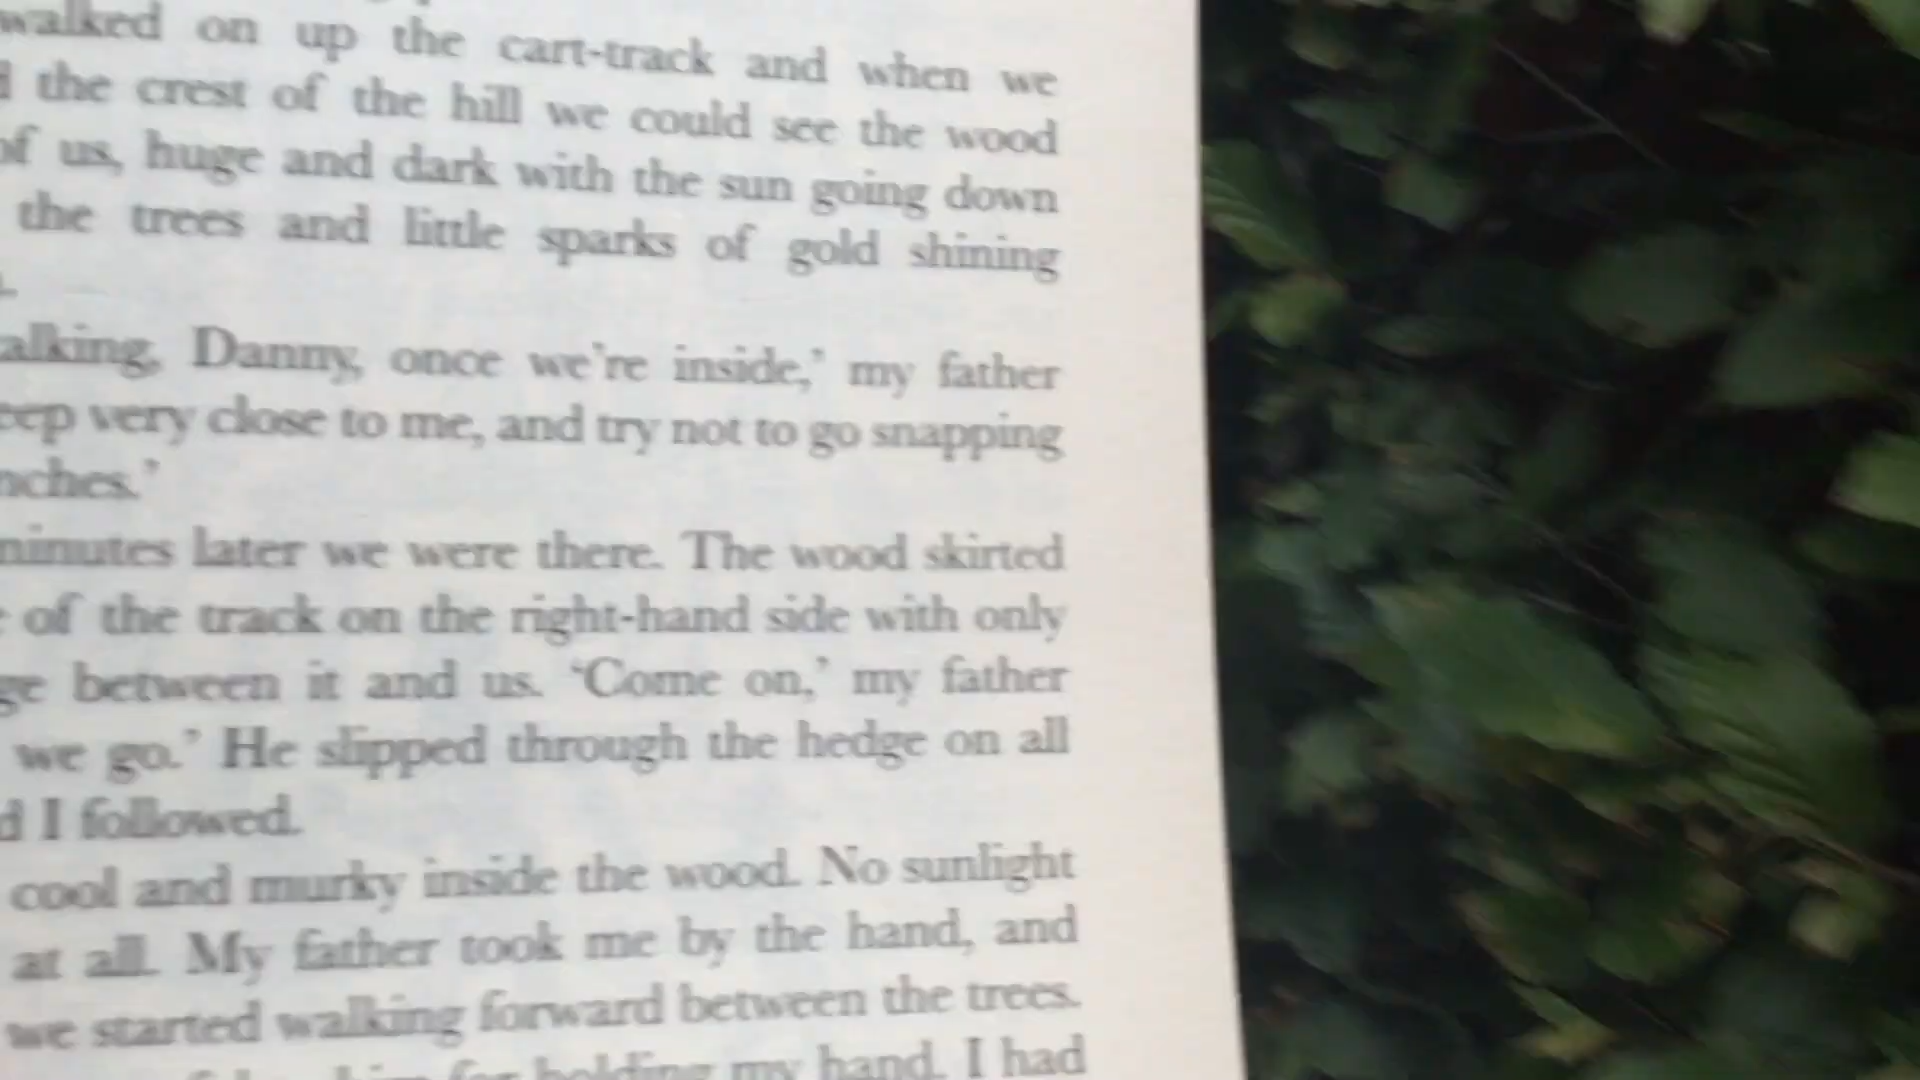 walked on up the cart-track and when we
the crest of the hill we could see the wood
of us, huge and dark with the sun going down
the trees and little sparks of gold shining
alking, Danny, once we're inside,' my father
eep very close to me, and try not to go snapping
nches.'
minutes later we were there. The wood skirted
of the track on the right-hand side with only
ge between it and us. 'Come on,' my father
we go.' He slipped through the hedge on all
d I followed.
cool and murky inside the wood. No sunlight
at all. My father took me by the hand, and
we started walking forward between the trees.
for holding my hand. I had